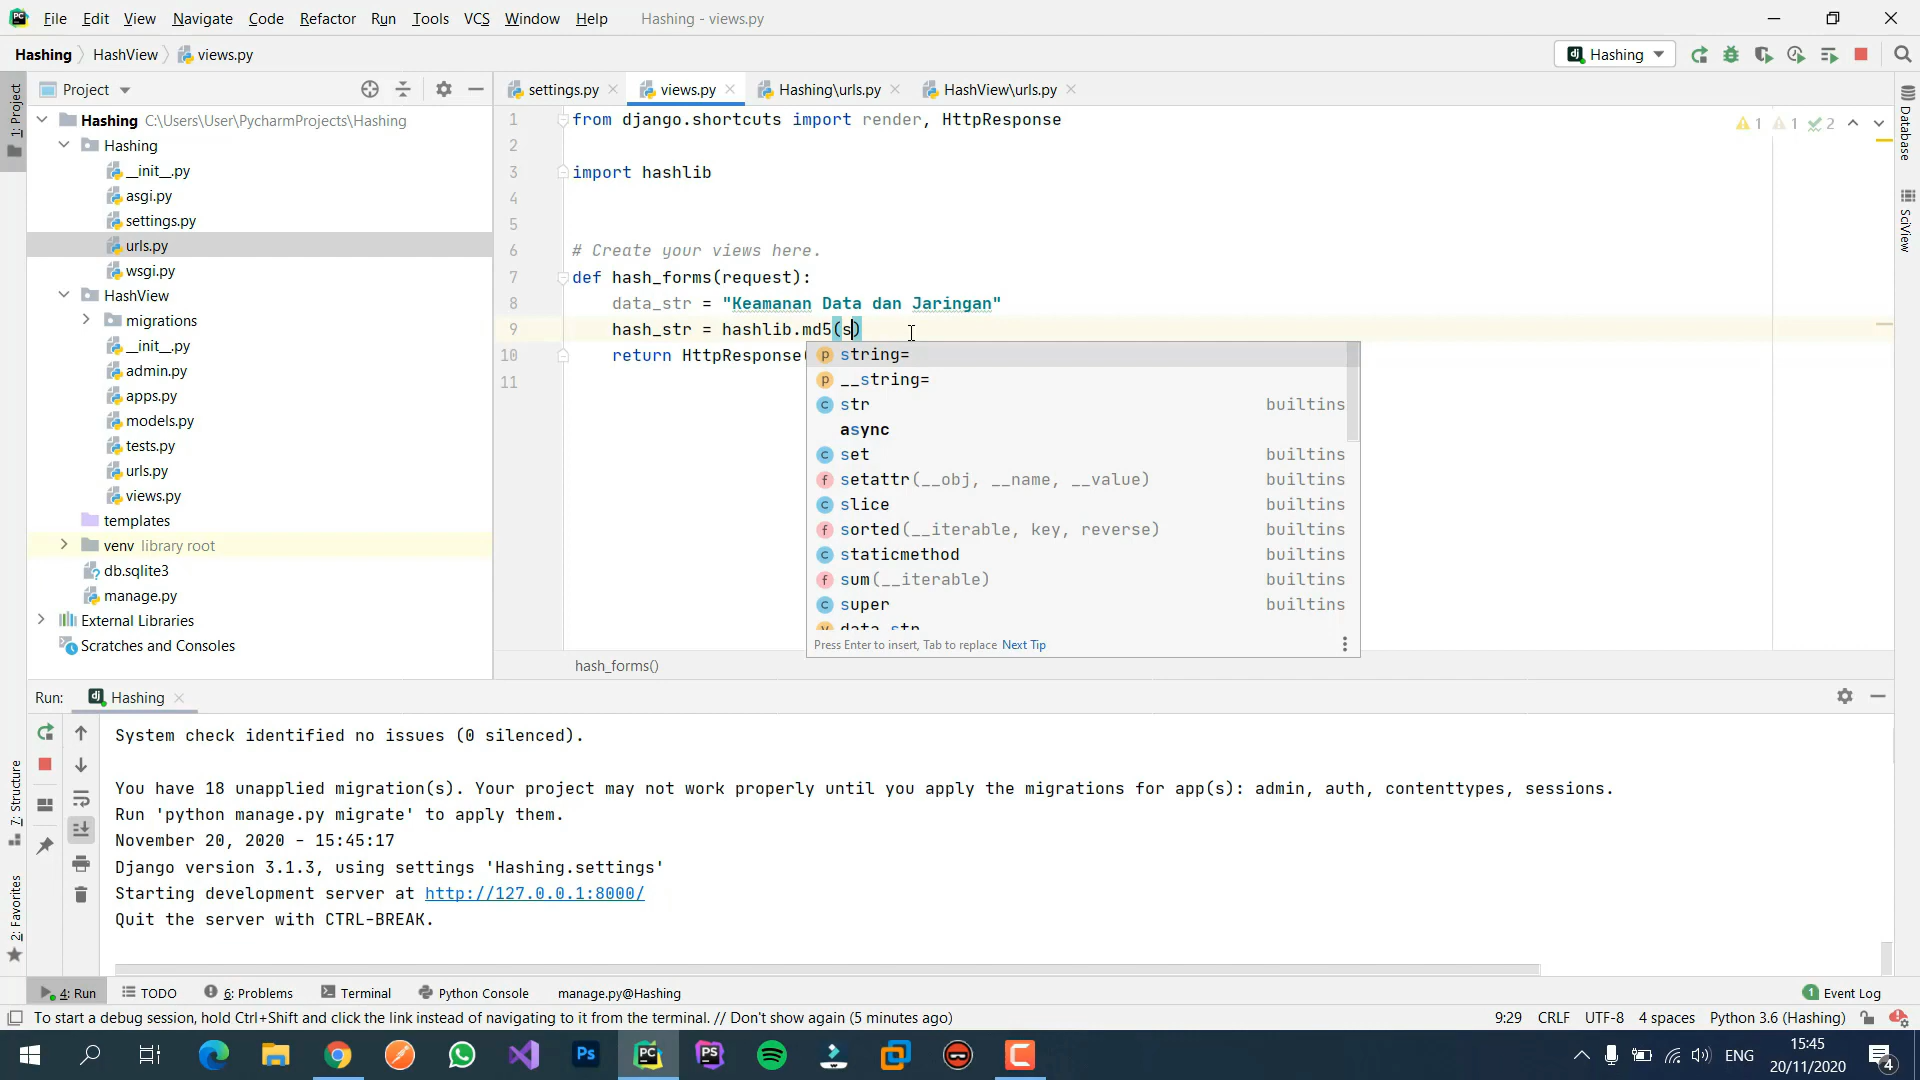 File Edit View Navigate Code Refactor Run Tools VCS Window Help Hashing - views.py
Hashing HashView views.py Hashing
1: Project
Project
settings.py views.py Hashing\urls.py HashView\urls.py
Hashing C:\Users\User\PycharmProjects\Hashing
Hashing
__init__.py
asgi.py
settings.py
urls.py
wsgi.py
HashView
migrations
__init__.py
admin.py
apps.py
models.py
tests.py
urls.py
views.py
templates
venv library root
db.sqlite3
manage.py
External Libraries
Scratches and Consoles
1 from django.shortcuts import render, HttpResponse
2
3 import hashlib
4
5
6 # Create your views here.
7 def hash_forms(request):
8 data_str = "Keamanan Data dan Jaringan"
9 hash_str = hashlib.md5(s)
10 return HttpResponse(
11
1 1 2
string=
__string=
str builtins
async
set builtins
setattr(__obj, __name, __value) builtins
slice builtins
sorted(__iterable, key, reverse) builtins
staticmethod builtins
sum(__iterable) builtins
super builtins
data_str
Press Enter to insert, Tab to replace Next Tip
hash_forms()
Database
SciView
Run: Hashing
System check identified no issues (0 silenced).
You have 18 unapplied migration(s). Your project may not work properly until you apply the migrations for app(s): admin, auth, contenttypes, sessions.
Run 'python manage.py migrate' to apply them.
November 20, 2020 - 15:45:17
Django version 3.1.3, using settings 'Hashing.settings'
Starting development server at http://127.0.0.1:8000/
Quit the server with CTRL-BREAK.
7: Structure
2: Favorites
4: Run TODO 6: Problems Terminal Python Console manage.py@Hashing 1 Event Log
To start a debug session, hold Ctrl+Shift and click the link instead of navigating to it from the terminal. // Don't show again (5 minutes ago) 9:29 CRLF UTF-8 4 spaces Python 3.6 (Hashing)
ENG
15:45
20/11/2020
4